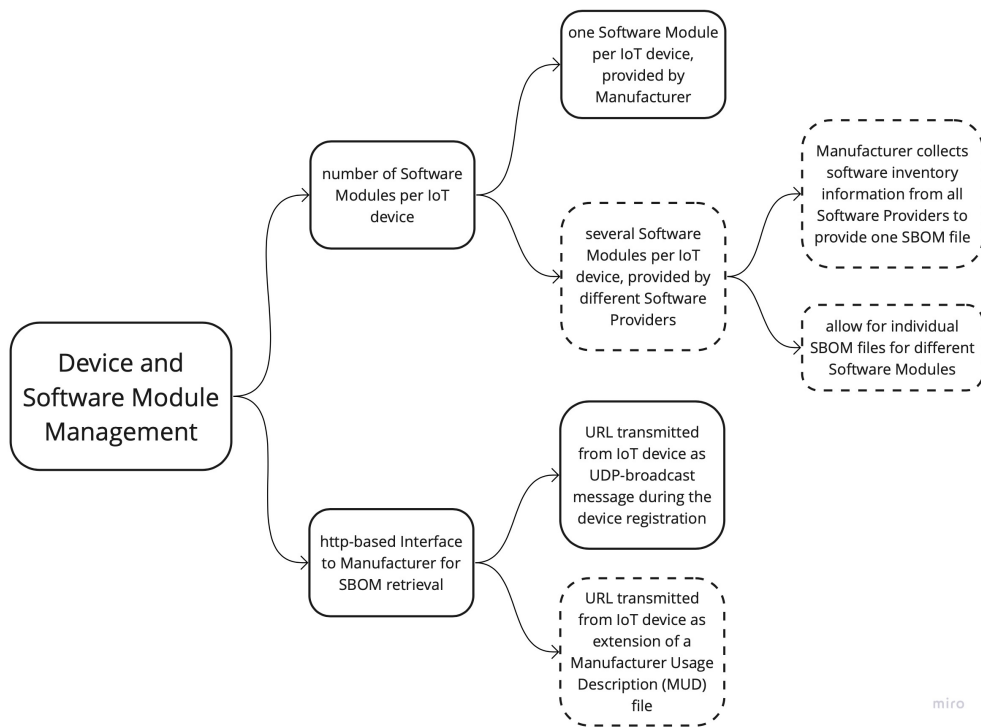 Device and
Software Module
Management
number of Software
Modules per IoT
device
one Software Module
per IoT device,
provided by
Manufacturer
several Software
Modules per IoT
device, provided by
different Software
Providers
Manufacturer collects
software inventory
information from all
Software Providers to
provide one SBOM file
allow for individual
SBOM files for different
Software Modules
http-based Interface
to Manufacturer for
SBOM retrieval
URL transmitted
from IoT device as
UDP-broadcast
message during the
device registration
URL transmitted
from IoT device as
extension of a
Manufacturer Usage
Description (MUD)
file
miro